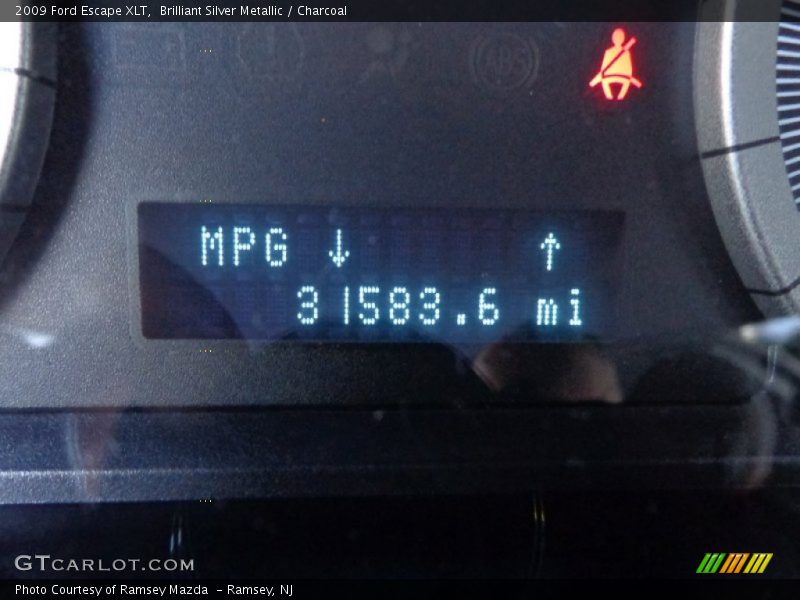 2009 Ford Escape XLT,  Brilliant Silver Metallic / Charcoal
ABS
MPG ↓ ↑
31583.6 mi
GTCARLOT.COM
Photo Courtesy of Ramsey Mazda  - Ramsey, NJ